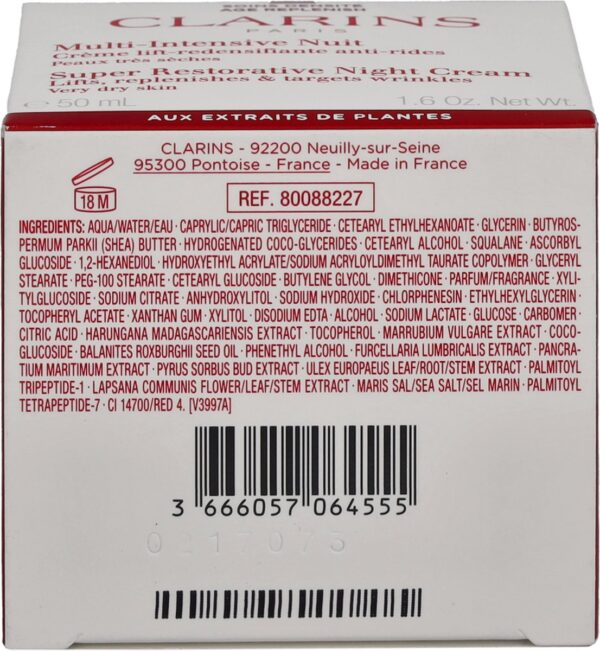 SOINS DENSITÉ
AGE REPLENISH
CLARINS
PARIS
Multi-Intensive Nuit
Crème lift-redensifiante anti-rides
Peaux très sèches
Super Restorative Night Cream
Lifts, replenishes & targets wrinkles
Very dry skin
e 50 mL 1.6 Oz. Net Wt.
AUX EXTRAITS DE PLANTES
CLARINS - 92200 Neuilly-sur-Seine
95300 Pontoise - France - Made in France
18 M
REF. 80088227
INGREDIENTS: AQUA/WATER/EAU · CAPRYLIC/CAPRIC TRIGLYCERIDE · CETEARYL ETHYLHEXANOATE · GLYCERIN · BUTYROS-
PERMUM PARKII (SHEA) BUTTER · HYDROGENATED COCO-GLYCERIDES · CETEARYL ALCOHOL · SQUALANE · ASCORBYL
GLUCOSIDE · 1,2-HEXANEDIOL · HYDROXYETHYL ACRYLATE/SODIUM ACRYLOYLDIMETHYL TAURATE COPOLYMER · GLYCERYL
STEARATE · PEG-100 STEARATE · CETEARYL GLUCOSIDE · BUTYLENE GLYCOL · DIMETHICONE · PARFUM/FRAGRANCE · XYLI-
TYLGLUCOSIDE · SODIUM CITRATE · ANHYDROXYLITOL · SODIUM HYDROXIDE · CHLORPHENESIN · ETHYLHEXYLGLYCERIN ·
TOCOPHERYL ACETATE · XANTHAN GUM · XYLITOL · DISODIUM EDTA · ALCOHOL · SODIUM LACTATE · GLUCOSE · CARBOMER ·
CITRIC ACID · HARUNGANA MADAGASCARIENSIS EXTRACT · TOCOPHEROL · MARRUBIUM VULGARE EXTRACT · COCO-
GLUCOSIDE · BALANITES ROXBURGHII SEED OIL · PHENETHYL ALCOHOL · FURCELLARIA LUMBRICALIS EXTRACT · PANCRA-
TIUM MARITIMUM EXTRACT · PYRUS SORBUS BUD EXTRACT · ULEX EUROPAEUS LEAF/ROOT/STEM EXTRACT · PALMITOYL
TRIPEPTIDE-1 · LAPSANA COMMUNIS FLOWER/LEAF/STEM EXTRACT · MARIS SAL/SEA SALT/SEL MARIN · PALMITOYL
TETRAPEPTIDE-7 · CI 14700/RED 4. [V3997A]
3 666057 064555
0217075